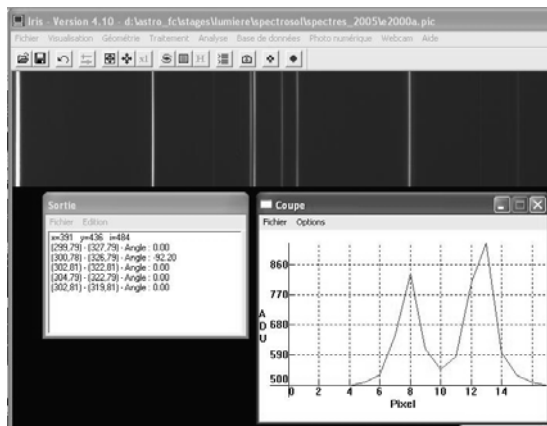 Iris - Version 4.10 - d:\astro_fc\stages\lumiere\spectrosol\spectres_2005\e2000a.pic
Fichier Visualisation Géométrie Traitement Analyse Base de données Photo numérique Webcam Aide
x1 S H
Sortie
Fichier Edition
x=391 y=436 i=484
(299,79) - (327,79) - Angle : 0.00
(300,78) - (326,79) - Angle : -92.20
(302,81) - (322,81) - Angle : 0.00
(304,79) - (322,79) - Angle : 0.00
(302,81) - (319,81) - Angle : 0.00
Coupe
Fichier Options
860
770
680
590
500
ADU
0 2 4 6 8 10 12 14
Pixel